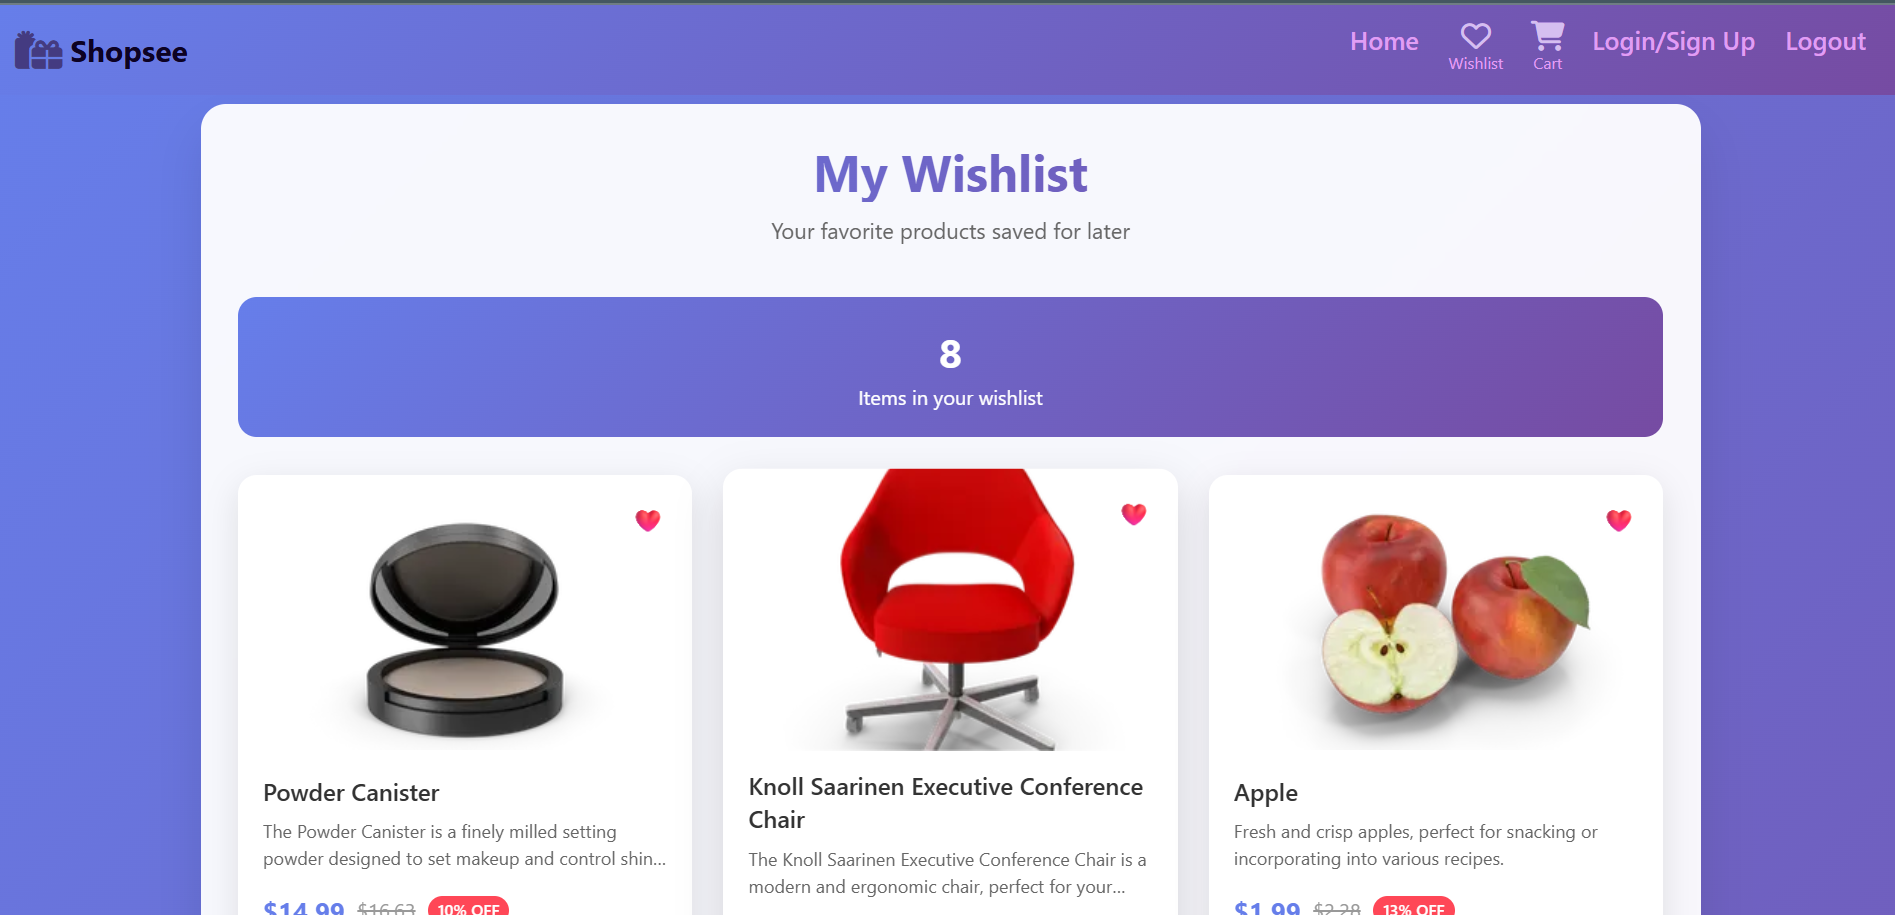 Shopsee
Home
Wishlist
Cart
Login/Sign Up
Logout
My Wishlist
Your favorite products saved for later
8
Items in your wishlist
Powder Canister
The Powder Canister is a finely milled setting
powder designed to set makeup and control shin...
$14.99 $16.63 10% OFF
Knoll Saarinen Executive Conference
Chair
The Knoll Saarinen Executive Conference Chair is a
modern and ergonomic chair, perfect for your...
Apple
Fresh and crisp apples, perfect for snacking or
incorporating into various recipes.
$1.99 $2.28 13% OFF